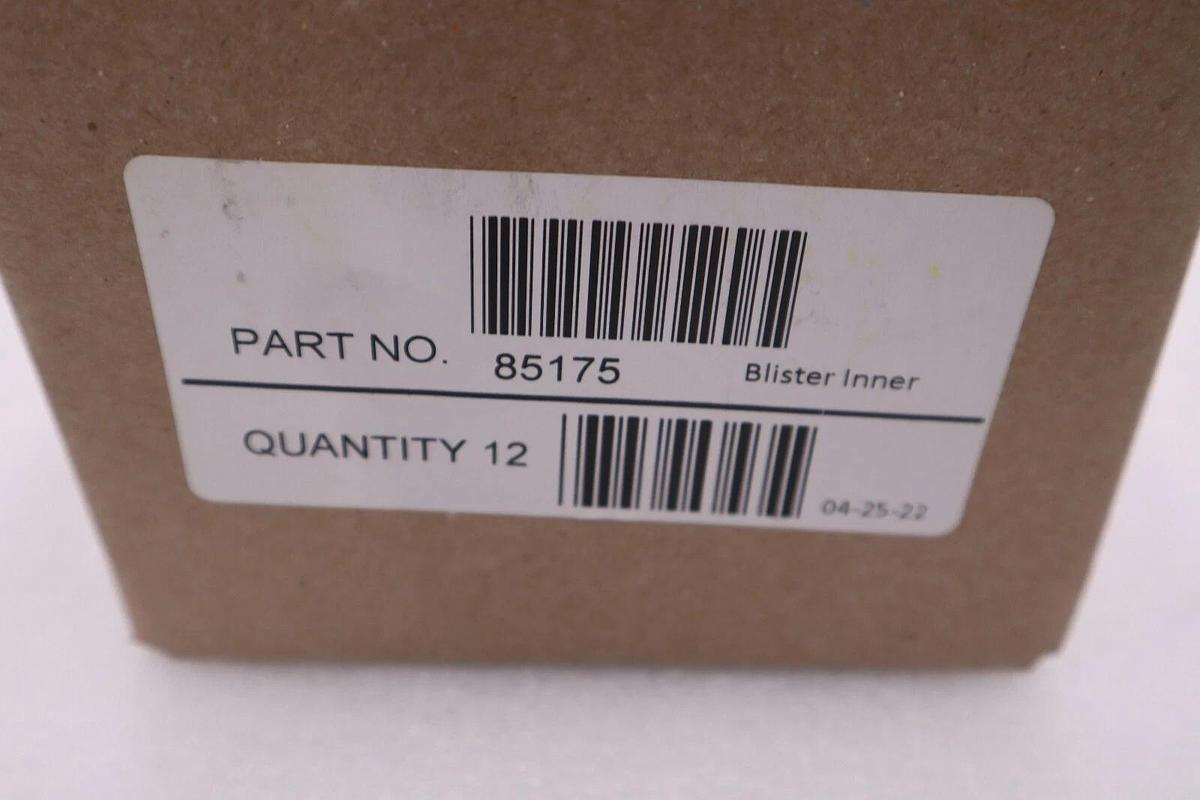 PART NO. 85175 Blister Inner
QUANTITY 12 04-25-22